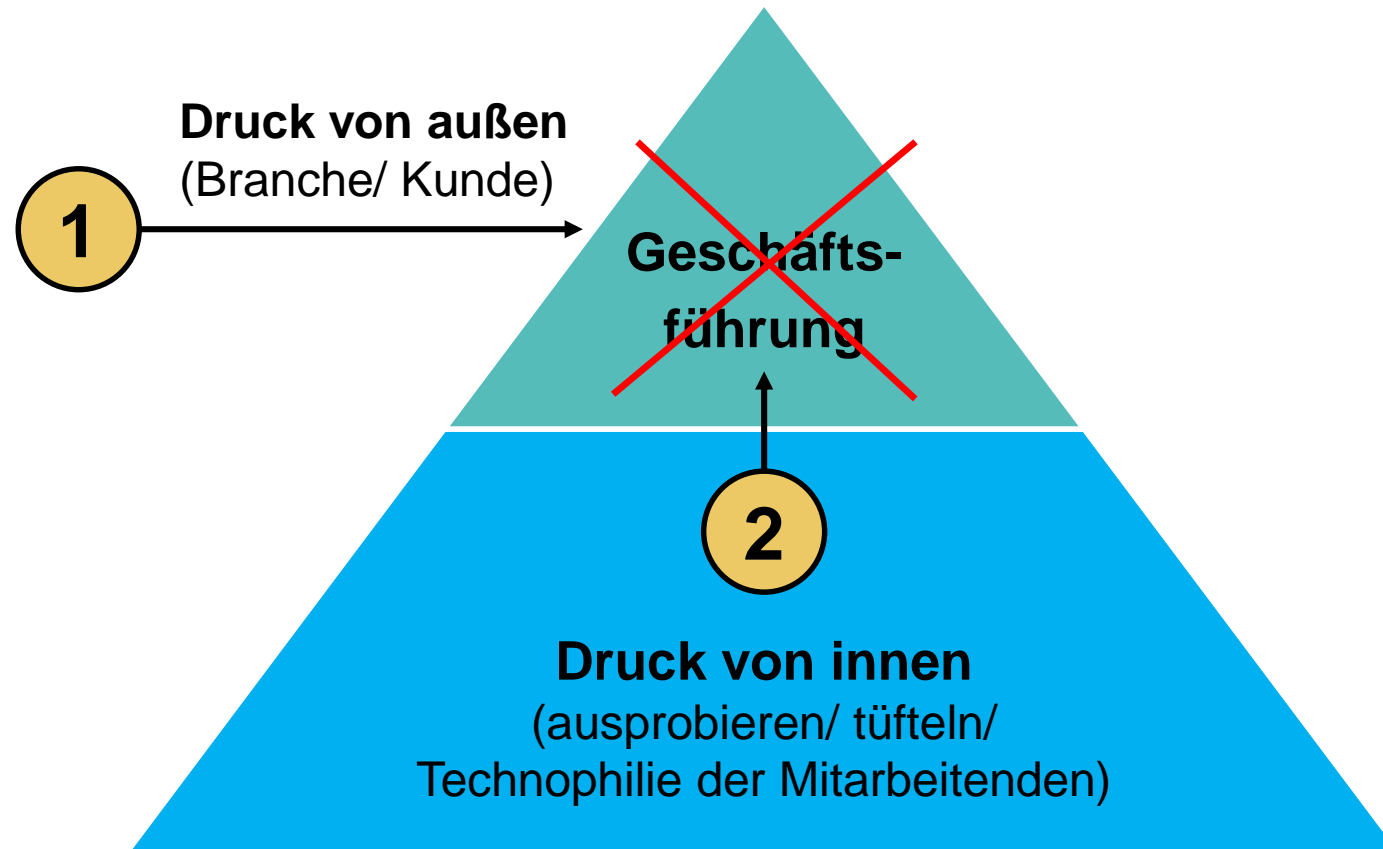 Druck von außen
(Branche/ Kunde)
1
Geschäfts-
führung
2
Druck von innen
(ausprobieren/ tüfteln/
Technophilie der Mitarbeitenden)